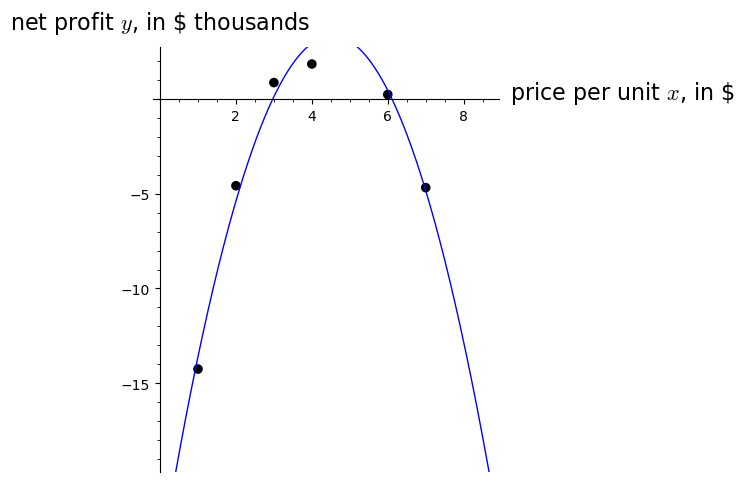 net profit y, in $ thousands
price per unit x, in $
2 4 6 8
−5
−10
−15